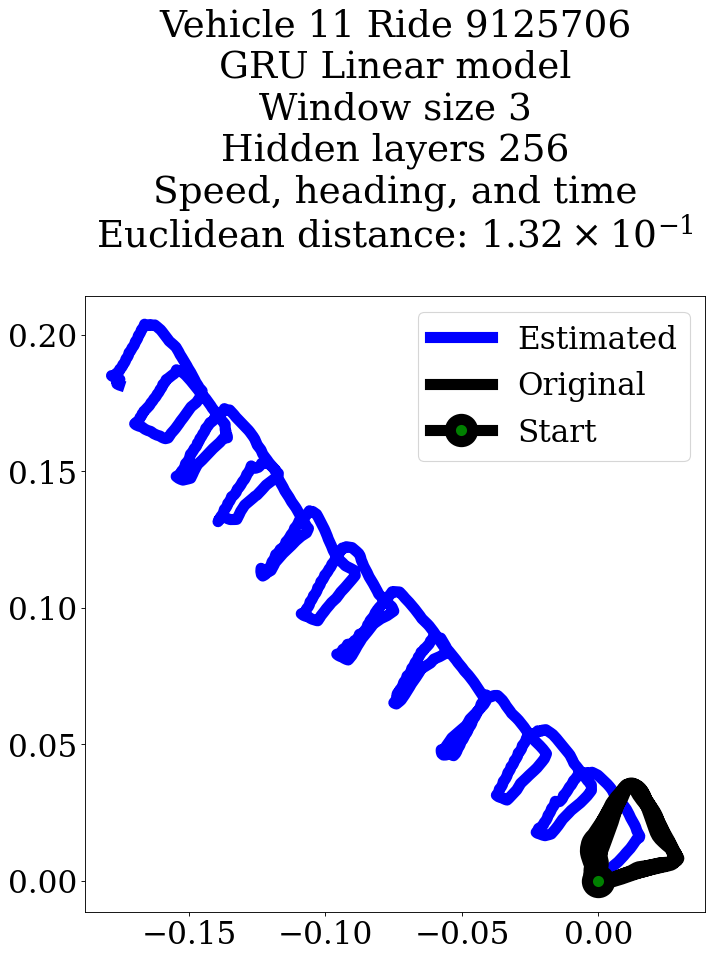 Vehicle 11 Ride 9125706
GRU Linear model
Window size 3
Hidden layers 256
Speed, heading, and time
Euclidean distance: 1.32 × 10⁻¹
Estimated
Original
Start
0.20
0.15
0.10
0.05
0.00
−0.15 −0.10 −0.05 0.00